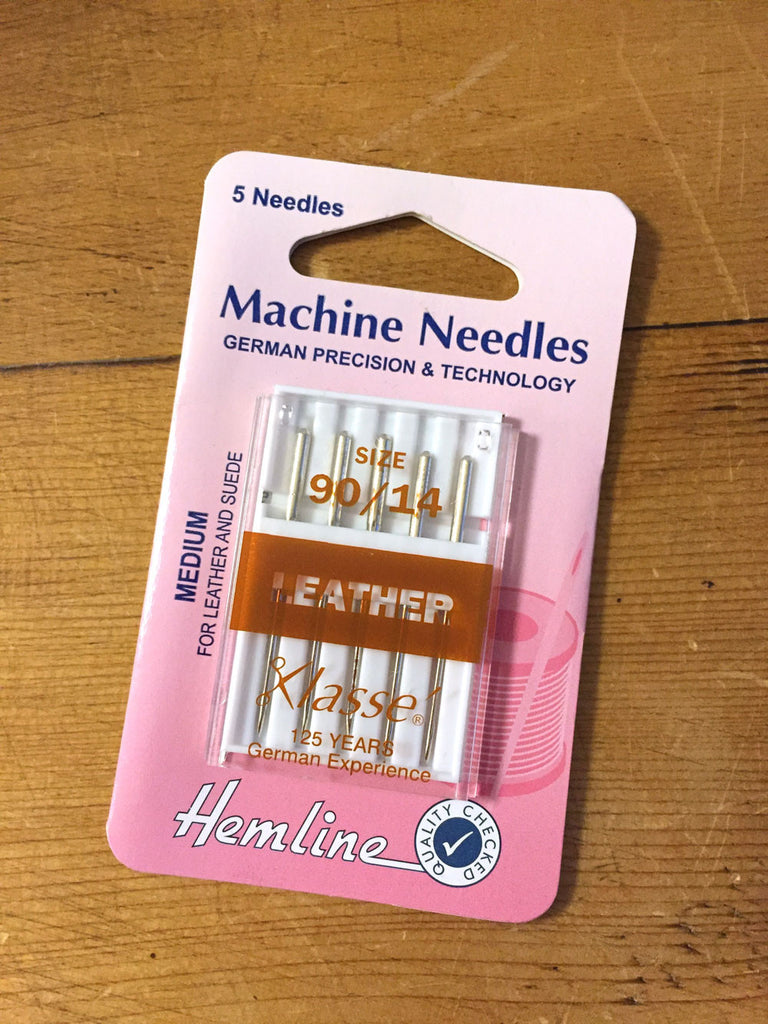 5 Needles
Machine Needles
GERMAN PRECISION & TECHNOLOGY
SIZE
90/14
MEDIUM
FOR LEATHER AND SUEDE
LEATHER
Klassé®
125 YEARS
German Experience
Hemline
QUALITY CHECKED